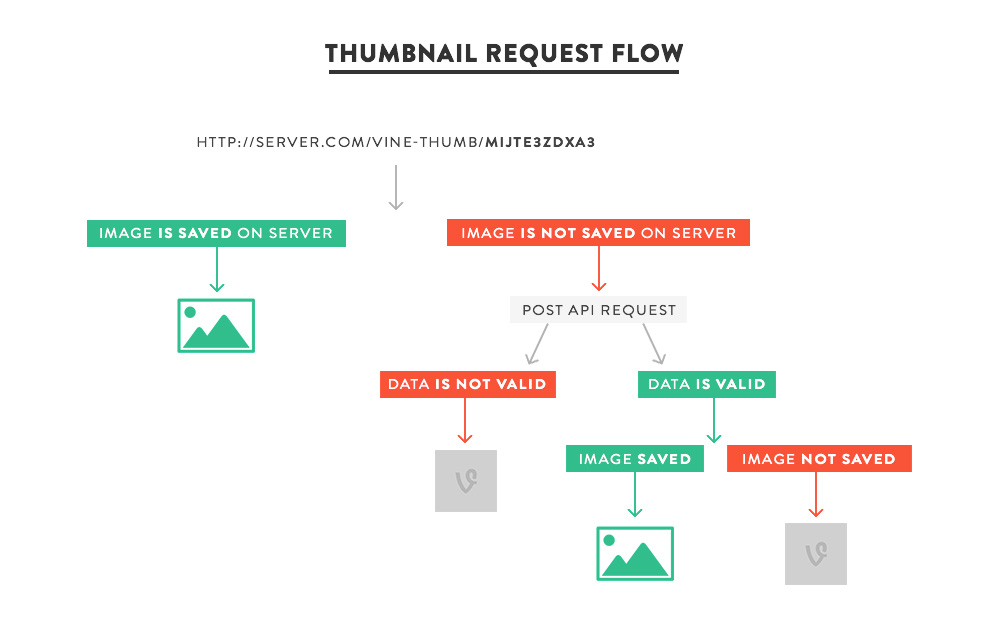 THUMBNAIL REQUEST FLOW
HTTP://SERVER.COM/VINE-THUMB/MIJTE3ZDXA3
IMAGE IS SAVED ON SERVER
IMAGE IS NOT SAVED ON SERVER
POST API REQUEST
DATA IS NOT VALID
DATA IS VALID
IMAGE SAVED
IMAGE NOT SAVED